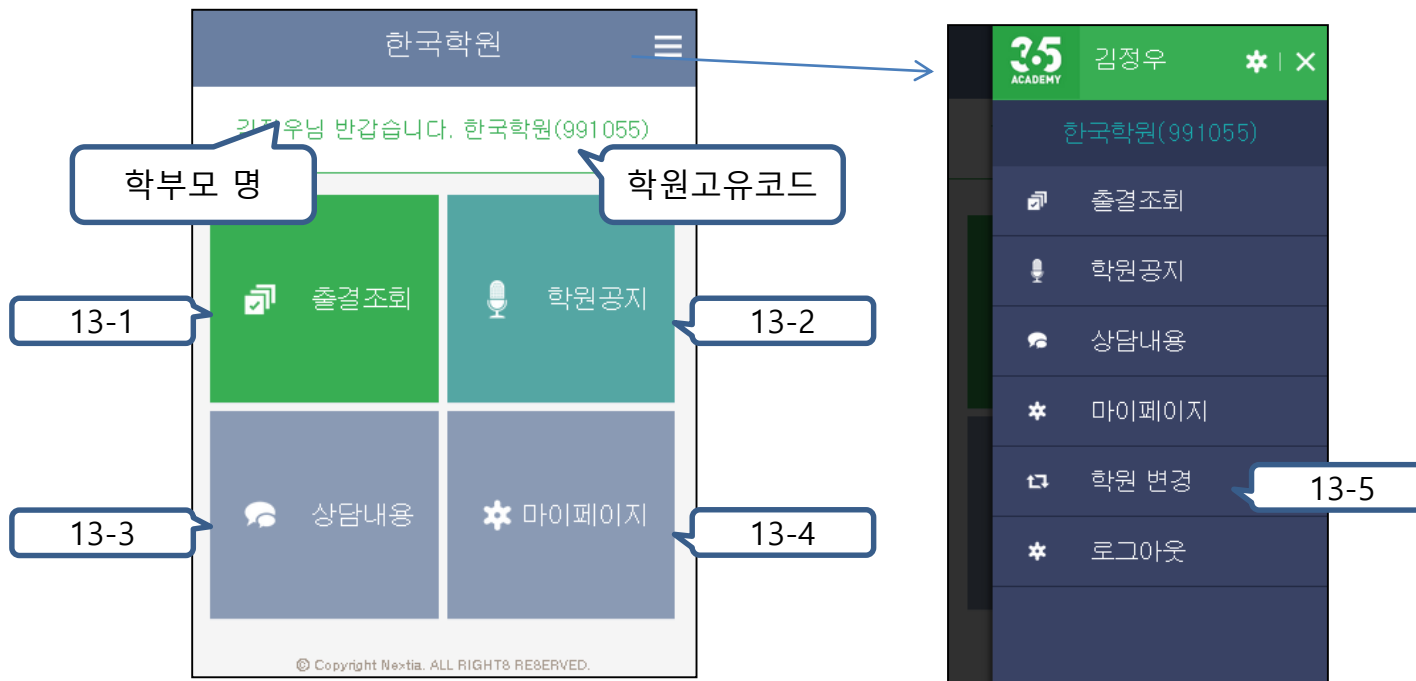 한국학원
우님 반갑습니다. 한국학원(991055)
학부모 명
학원고유코드
출결조회
학원공지
13-1
13-2
상담내용
마이페이지
13-3
13-4
© Copyright Nextia. ALL RIGHTS RESERVED.
365
ACADEMY
김정우
한국학원(991055)
출결조회
학원공지
상담내용
마이페이지
학원 변경
13-5
로그아웃